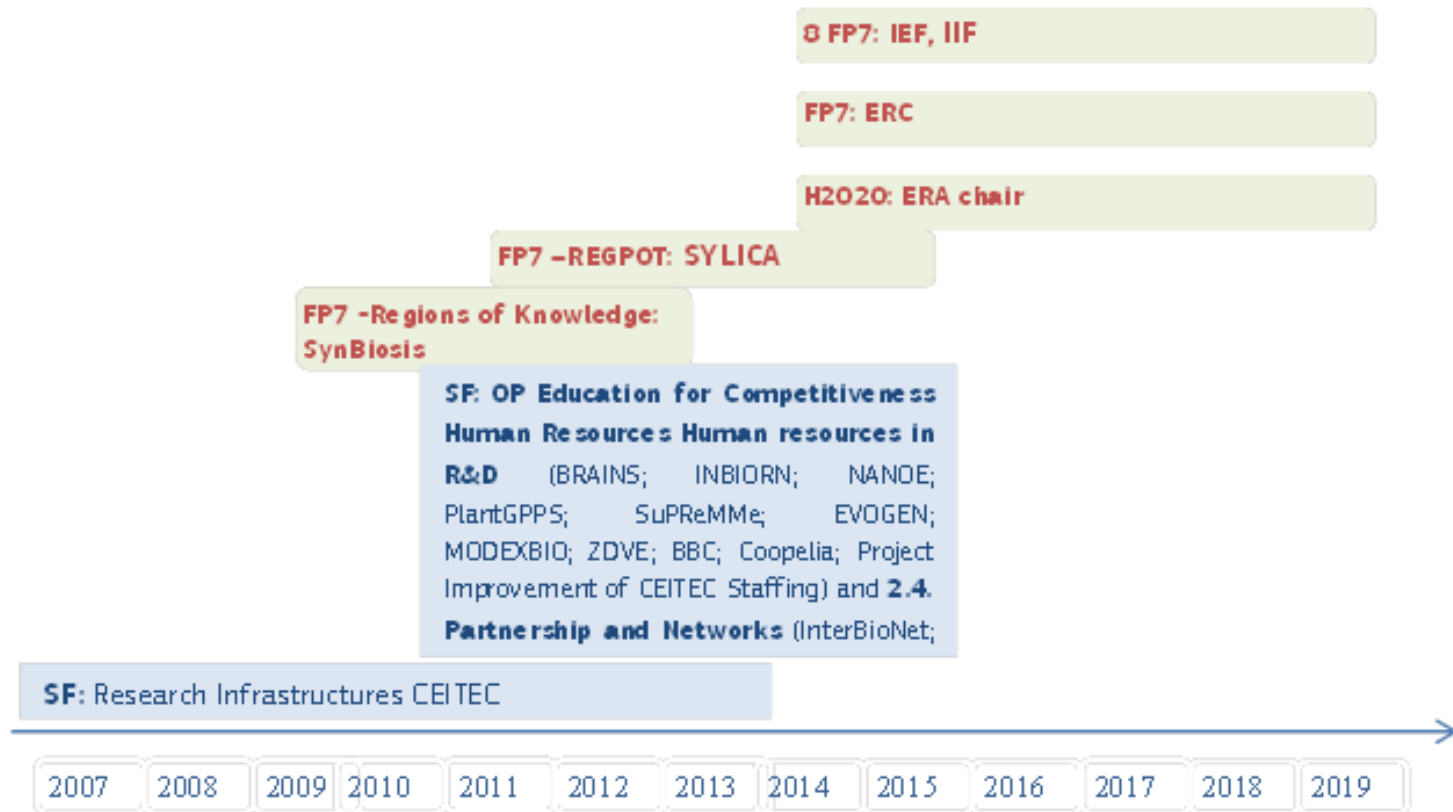 8 FP7: IEF, IIF
FP7: ERC
H2020: ERA chair
FP7 –REGPOT: SYLICA
FP7 -Regions of Knowledge:
SynBiosis
SF: OP Education for Competitiveness
Human Resources Human resources in
R&D (BRAINS; INBIORN; NANOE;
PlantGPPS; SuPReMMe; EVOGEN;
MODEXBIO; ZDVE; BBC; Coopelia; Project
Improvement of CEITEC Staffing) and 2.4.
Partnership and Networks (InterBioNet;
SF: Research Infrastructures CEITEC
2007 2008 2009 2010 2011 2012 2013 2014 2015 2016 2017 2018 2019